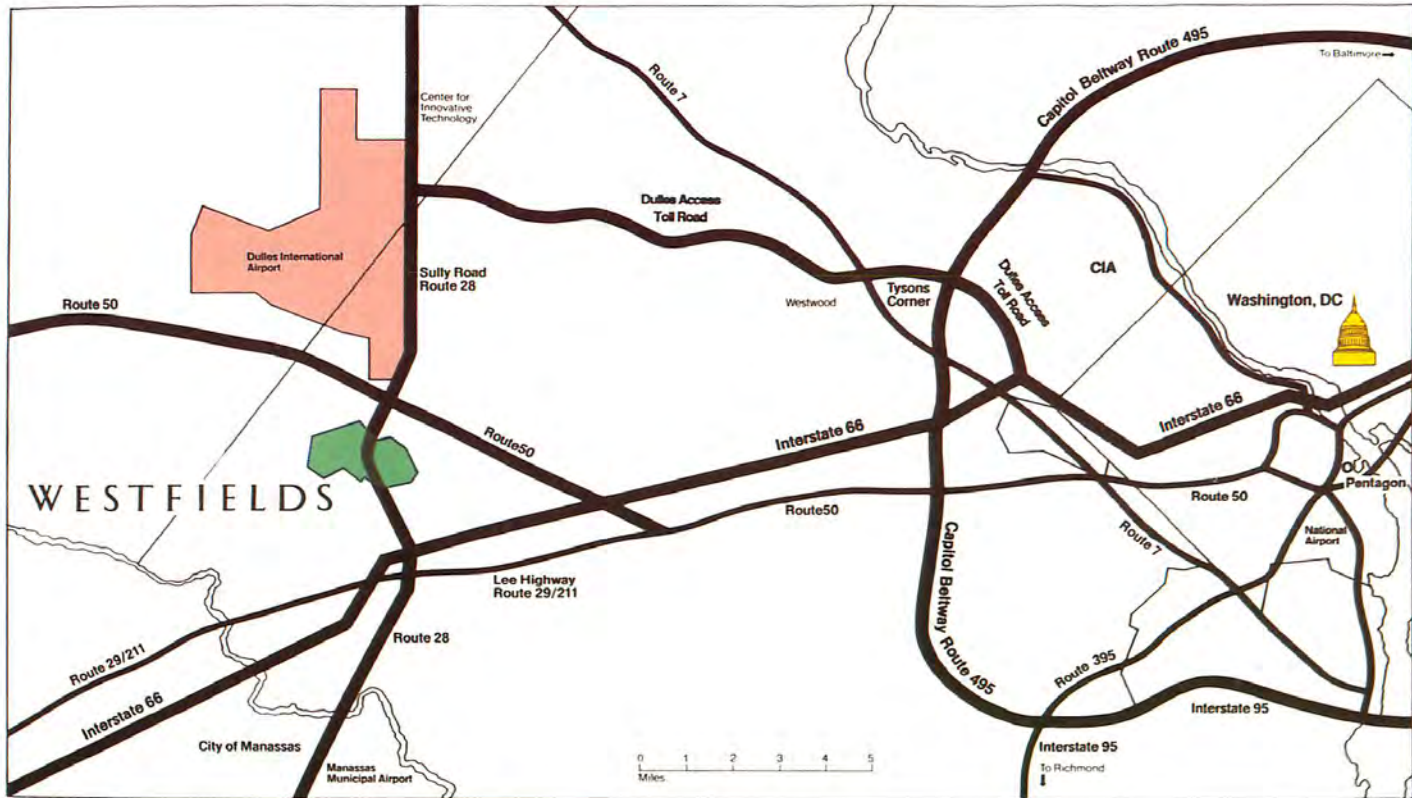 Capitol Beltway Route 495
To Baltimore
Route 7
Center for
Innovative
Technology
Dulles Access
Toll Road
Dulles International
Airport
Sully Road
Route 28
CIA
Dulles Access
Toll Road
Tysons
Corner
Westwood
Washington, DC
Route 50
Interstate 66
Interstate 66
Route50
WESTFIELDS
Pentagon
Route 50
Route50
National
Airport
Route 7
Lee Highway
Route 29/211
Capitol Beltway Route 495
Route 28
Route 29/211
Route 395
Interstate 66
Interstate 95
City of Manassas
Interstate 95
To Richmond
Manassas
Municipal Airport
0 1 2 3 4 5
Miles